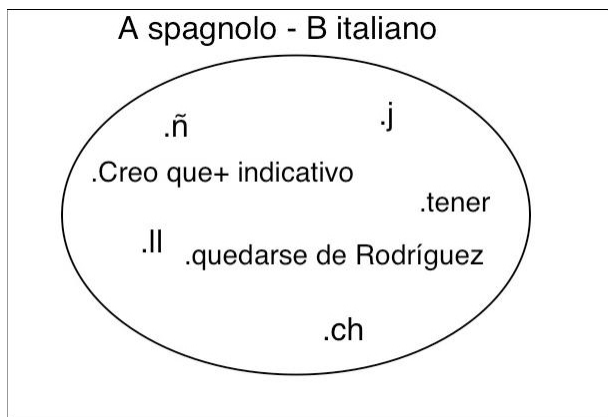 A spagnolo - B italiano
.ñ
.j
.Creo que+ indicativo
.tener
.ll
.quedarse de Rodríguez
.ch